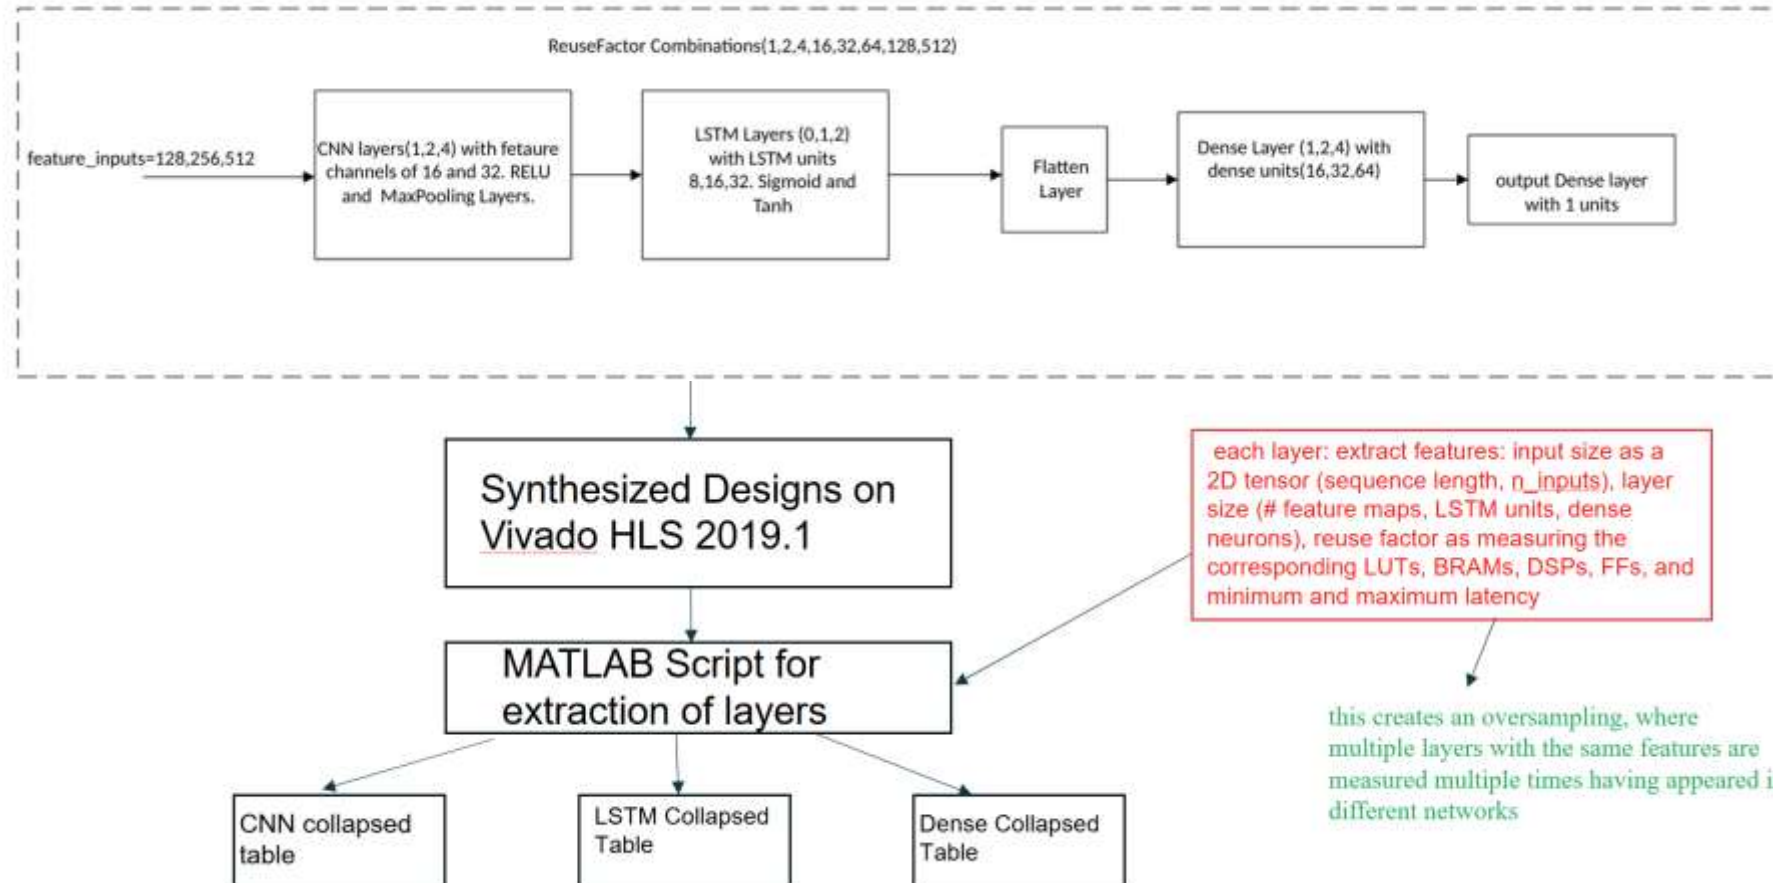 ReuseFactor Combinations(1,2,4,16,32,64,128,512)
feature_inputs=128,256,512
CNN layers(1,2,4) with fetaure
channels of 16 and 32. RELU
and MaxPooling Layers.
LSTM Layers (0,1,2)
with LSTM units
8,16,32. Sigmoid and
Tanh
Flatten
Layer
Dense Layer (1,2,4) with
dense units(16,32,64)
output Dense layer
with 1 units
Synthesized Designs on
Vivado HLS 2019.1
each layer: extract features: input size as a
2D tensor (sequence length, n_inputs), layer
size (# feature maps, LSTM units, dense
neurons), reuse factor as measuring the
corresponding LUTs, BRAMs, DSPs, FFs, and
minimum and maximum latency
MATLAB Script for
extraction of layers
this creates an oversampling, where
multiple layers with the same features are
measured multiple times having appeared i
different networks
CNN collapsed
table
LSTM Collapsed
Table
Dense Collapsed
Table